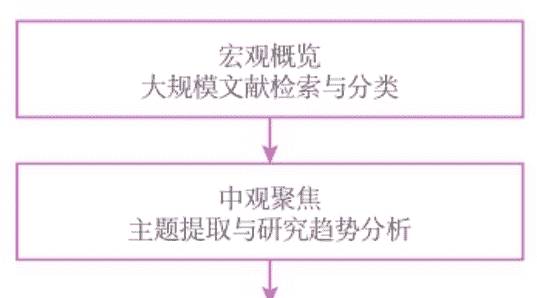 宏观概览
大规模文献检索与分类
中观聚焦
主题提取与研究趋势分析